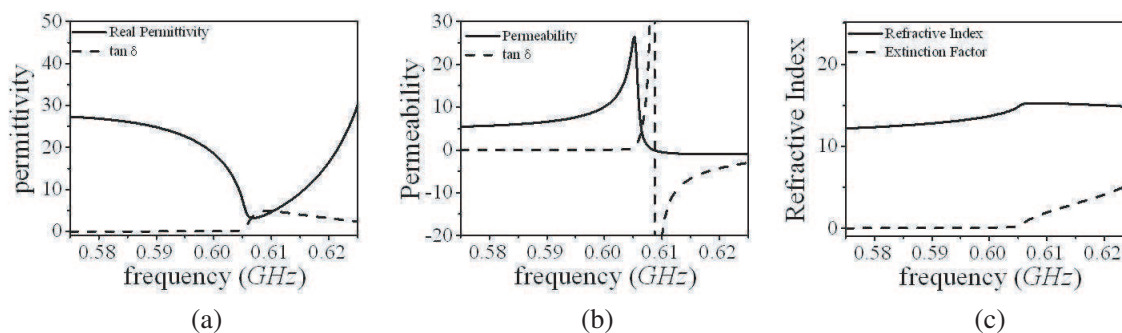 50
40
30
20
10
0
permittivity
Real Permittivity
tan δ
0.58 0.59 0.60 0.61 0.62
frequency (GHz)
(a)
30
20
10
0
-10
-20
Permeability
Permeability
tan δ
0.58 0.59 0.60 0.61 0.62
frequency (GHz)
(b)
20
10
0
Refractive Index
Refractive Index
Extinction Factor
0.58 0.59 0.60 0.61 0.62
frequency (GHz)
(c)